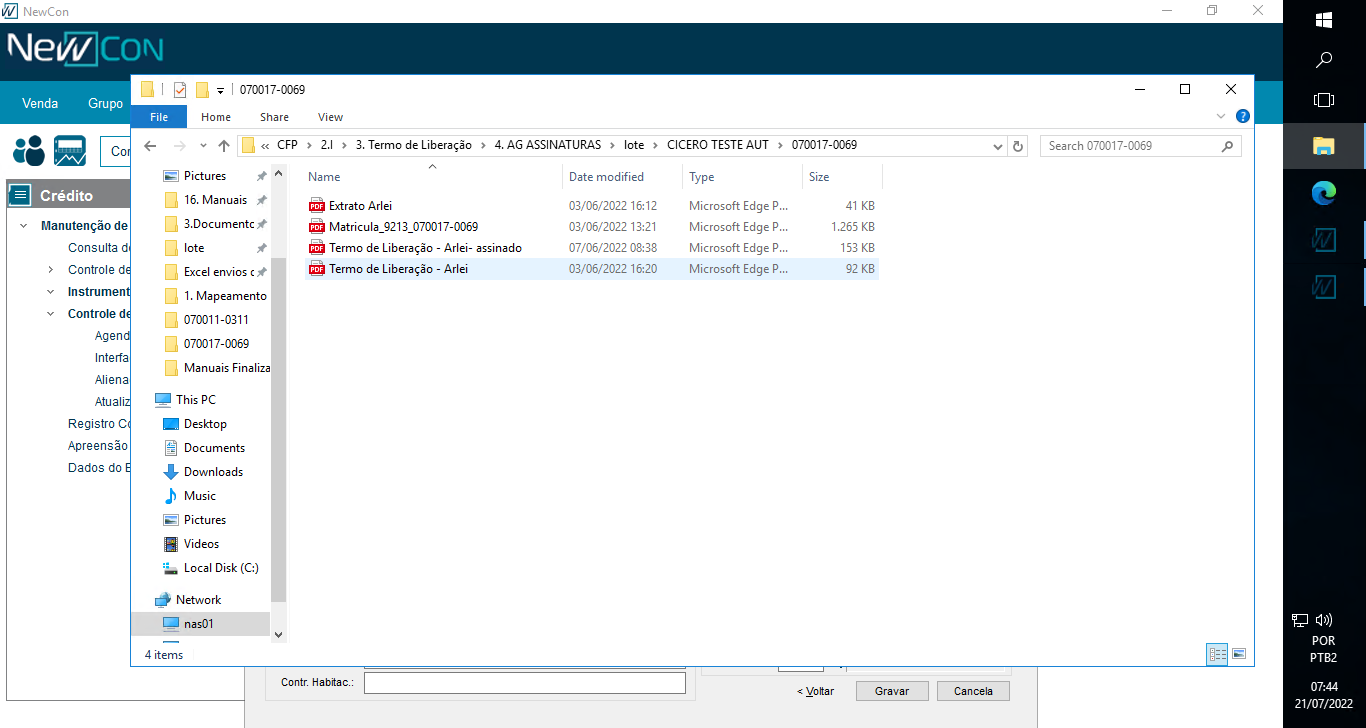 NewCon
NewCon
Venda Grupo
070017-0069
File Home Share View
« CFP > 2.I > 3. Termo de Liberação > 4. AG ASSINATURAS > lote > CICERO TESTE AUT > 070017-0069
Search 070017-0069
Cor
Crédito
Manutenção de
Consulta de
Controle de
Instrument
Controle de
Agend
Interfa
Aliena
Atualiz
Registro Co
Apreensão
Dados do B
Pictures
16. Manuais
3.Documento
lote
Excel envios c
1. Mapeamento
070011-0311
070017-0069
Manuais Finaliza
This PC
Desktop
Documents
Downloads
Music
Pictures
Videos
Local Disk (C:)
Network
nas01
Name Date modified Type Size
Extrato Arlei 03/06/2022 16:12 Microsoft Edge P... 41 KB
Matricula_9213_070017-0069 03/06/2022 13:21 Microsoft Edge P... 1.265 KB
Termo de Liberação - Arlei- assinado 07/06/2022 08:38 Microsoft Edge P... 153 KB
Termo de Liberação - Arlei 03/06/2022 16:20 Microsoft Edge P... 92 KB
4 items
Contr. Habitac.:
< Voltar Gravar Cancela
POR
PTB2
07:44
21/07/2022